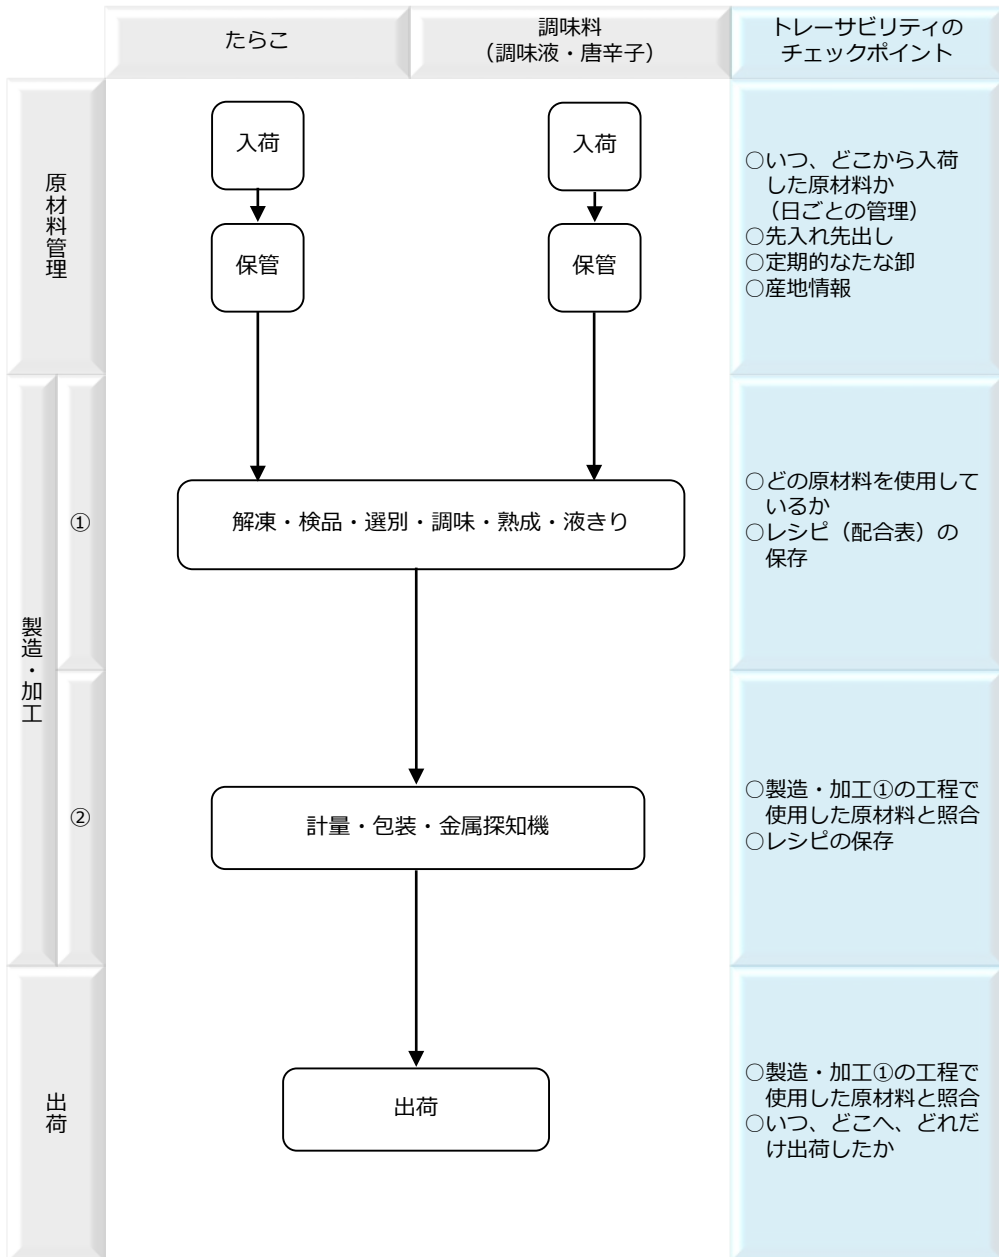 たらこ
調味料
（調味液・唐辛子）
トレーサビリティの
チェックポイント
原材料管理
入荷
入荷
保管
保管
○いつ、どこから入荷
した原材料か
（日ごとの管理）
○先入れ先出し
○定期的なたな卸
○産地情報
製造・加工
①
解凍・検品・選別・調味・熟成・液きり
○どの原材料を使用して
いるか
○レシピ（配合表）の
保存
②
計量・包装・金属探知機
○製造・加工①の工程で
使用した原材料と照合
○レシピの保存
出荷
出荷
○製造・加工①の工程で
使用した原材料と照合
○いつ、どこへ、どれだ
け出荷したか